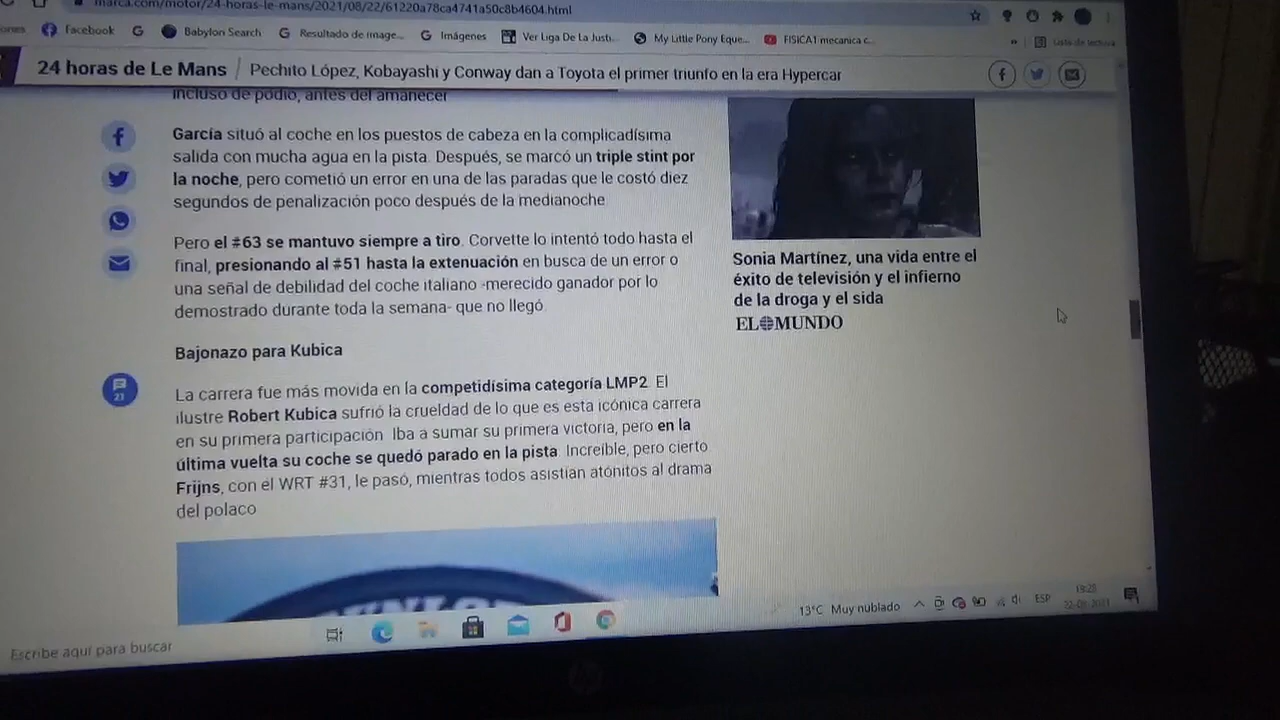 marca.com/motor/24-horas-le-mans/2021/08/22/61220a78ca4741a50c8b4604.html
Facebook
Babylon Search
Resultado de image...
Imágenes
Ver Liga De La Justi...
My Little Pony Eque...
FISICA1 mecanica c...
»
Lista de lectura
24 horas de Le Mans / Pechito López, Kobayashi y Conway dan a Toyota el primer triunfo en la era Hypercar
incluso de podio, antes del amanecer
García situó al coche en los puestos de cabeza en la complicadísima
salida con mucha agua en la pista. Después, se marcó un triple stint por
la noche, pero cometió un error en una de las paradas que le costó diez
segundos de penalización poco después de la medianoche
Pero el #63 se mantuvo siempre a tiro. Corvette lo intentó todo hasta el
final, presionando al #51 hasta la extenuación en busca de un error o
una señal de debilidad del coche italiano -merecido ganador por lo
demostrado durante toda la semana- que no llegó.
Bajonazo para Kubica
21
La carrera fue más movida en la competidísima categoría LMP2. El
ilustre Robert Kubica sufrió la crueldad de lo que es esta icónica carrera
en su primera participación. Iba a sumar su primera victoria, pero en la
última vuelta su coche se quedó parado en la pista. Increíble, pero cierto.
Frijns, con el WRT #31, le pasó, mientras todos asistían atónitos al drama
del polaco
Sonia Martínez, una vida entre el
éxito de televisión y el infierno
de la droga y el sida
EL MUNDO
Escribe aquí para buscar
13°C Muy nublado
ESP
hp